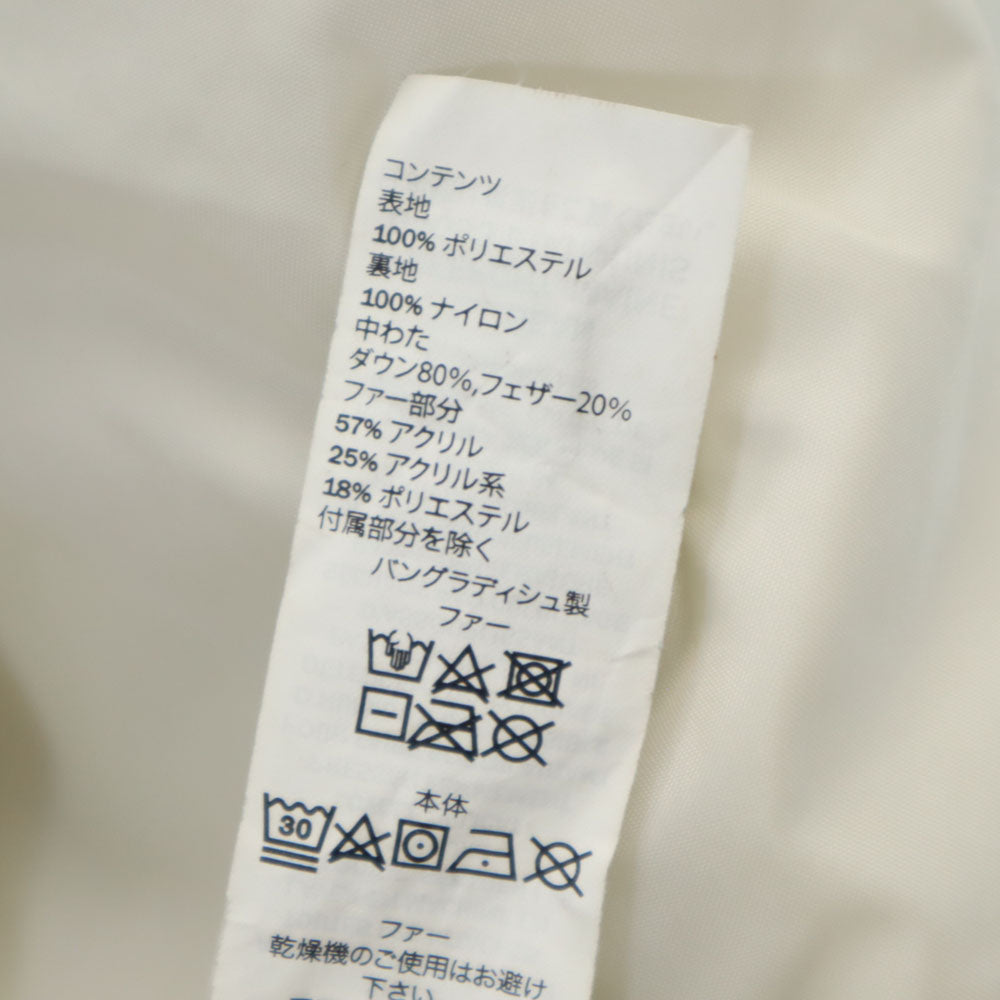 コンテンツ
表地
100% ポリエステル
裏地
100% ナイロン
中わた
ダウン80%,フェザー20%
ファー部分
57% アクリル
25% アクリル系
18% ポリエステル
付属部分を除く
バングラディシュ製
ファー
本体
30
ファー
乾燥機のご使用はお避け
下さい